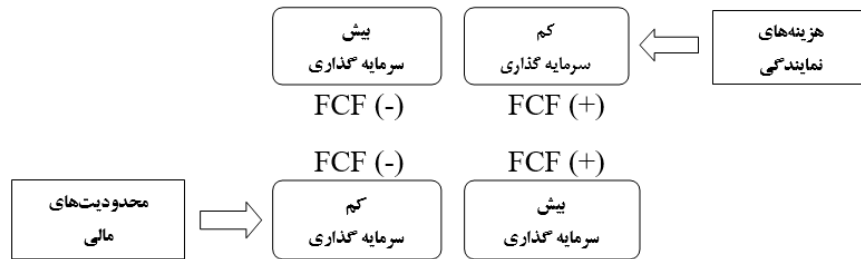 هزینه‌های
نمایندگی
کم
سرمایه گذاری
بیش
سرمایه گذاری
FCF (+)
FCF (-)
FCF (+)
FCF (-)
بیش
سرمایه گذاری
کم
سرمایه گذاری
محدودیت‌های
مالی